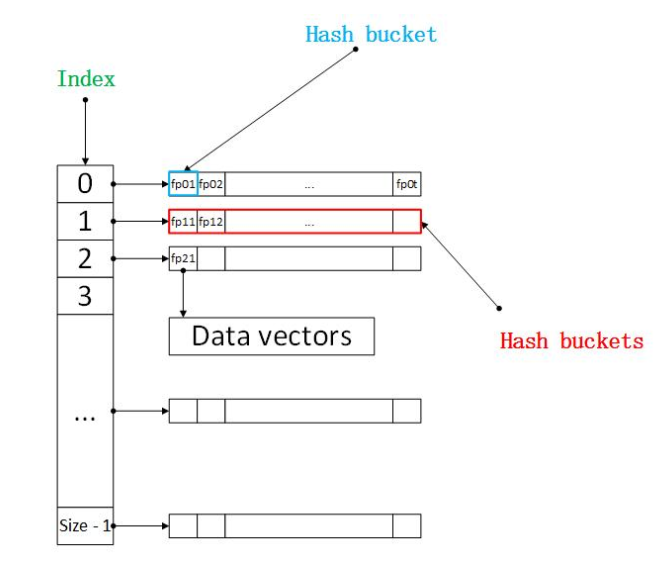 Hash bucket
Index
0 fp01 fp02 ... fp0t
1 fp11 fp12 ...
2 fp21
3
Data vectors
Hash buckets
...
Size - 1